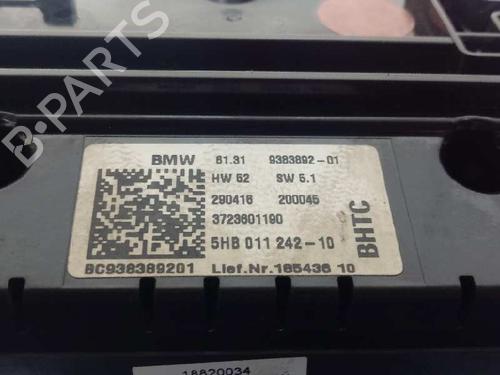 B-PARTS
BMW 61.31 9383892-01
HW 52 SW 5.1
290416 200045
3723601190
5HB 011 242-10
BC938389201 Lief.Nr.165436 10
BHTC
18820034